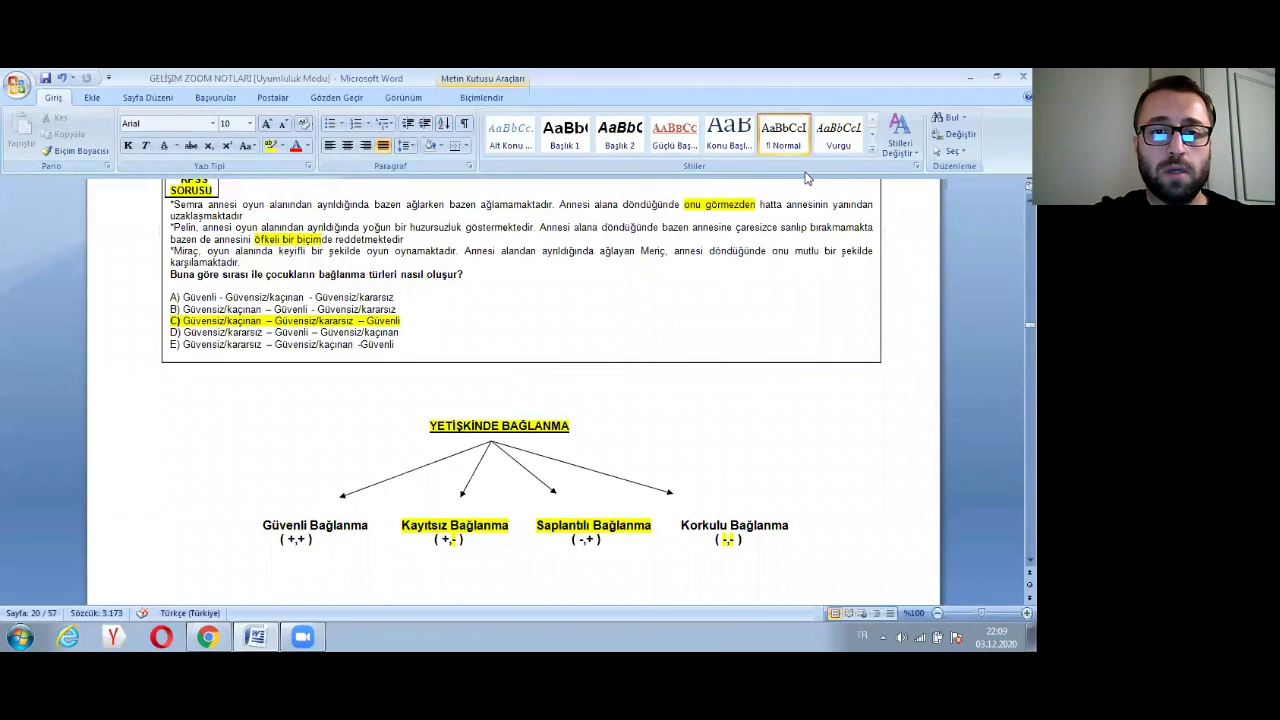 GELİŞİM ZOOM NOTLARI [Uyumluluk Modu] - Microsoft Word
Metin Kutusu Araçları
Giriş Ekle Sayfa Düzeni Başvurular Postalar Gözden Geçir Görünüm Biçimlendir
Yapıştır
Kes
Kopyala
Biçim Boyacısı
Pano
Arial 10
Yazı Tipi
Paragraf
AaBbCc. AaBbC AaBbC AaBbCc AaB AaBbCcI AaBbCcI
Alt Konu ... Başlık 1 Başlık 2 Güçlü Baş... Konu Başl... ¶ Normal Vurgu
Stilleri
Değiştir
Stiller
Bul
Değiştir
Seç
Düzenleme
KPSS
SORUSU
*Semra annesi oyun alanından ayrıldığında bazen ağlarken bazen ağlamamaktadır. Annesi alana döndüğünde onu görmezden hatta annesinin yanından
uzaklaşmaktadır
*Pelin, annesi oyun alanından ayrıldığında yoğun bir huzursuzluk göstermektedir. Annesi alana döndüğünde bazen annesine çaresizce sarılıp bırakmamakta
bazen de annesini öfkeli bir biçimde reddetmektedir
*Miraç, oyun alanında keyifli bir şekilde oyun oynamaktadır. Annesi alandan ayrıldığında ağlayan Meriç, annesi döndüğünde onu mutlu bir şekilde
karşılamaktadır.
Buna göre sırası ile çocukların bağlanma türleri nasıl oluşur?
A) Güvenli - Güvensiz/kaçınan - Güvensiz/kararsız
B) Güvensiz/kaçınan – Güvenli - Güvensiz/kararsız
C) Güvensiz/kaçınan – Güvensiz/kararsız – Güvenli
D) Güvensiz/kararsız – Güvenli – Güvensiz/kaçınan
E) Güvensiz/kararsız – Güvensiz/kaçınan -Güvenli
YETİŞKİNDE BAĞLANMA
Güvenli Bağlanma Kayıtsız Bağlanma Saplantılı Bağlanma Korkulu Bağlanma
( +,+ ) ( +,- ) ( -,+ ) ( -,- )
Sayfa: 20 / 57 Sözcük: 3.173 Türkçe (Türkiye) %100
TR
22:09
03.12.2020